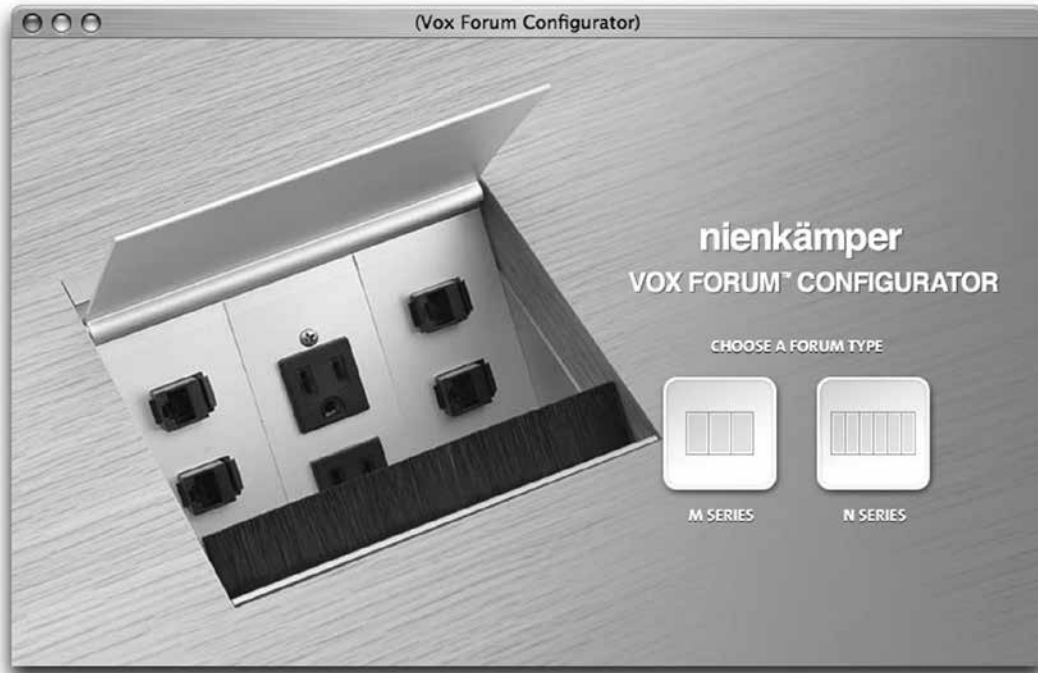 (Vox Forum Configurator)
nienkämper
VOX FORUM™ CONFIGURATOR
CHOOSE A FORUM TYPE
M SERIES
N SERIES